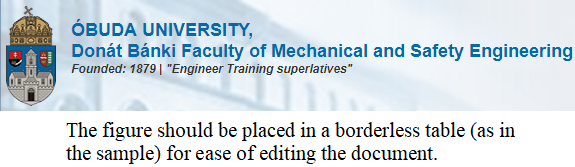 ÓBUDA UNIVERSITY,
Donát Bánki Faculty of Mechanical and Safety Engineering
Founded: 1879 | "Engineer Training superlatives"
The figure should be placed in a borderless table (as in
the sample) for ease of editing the document.